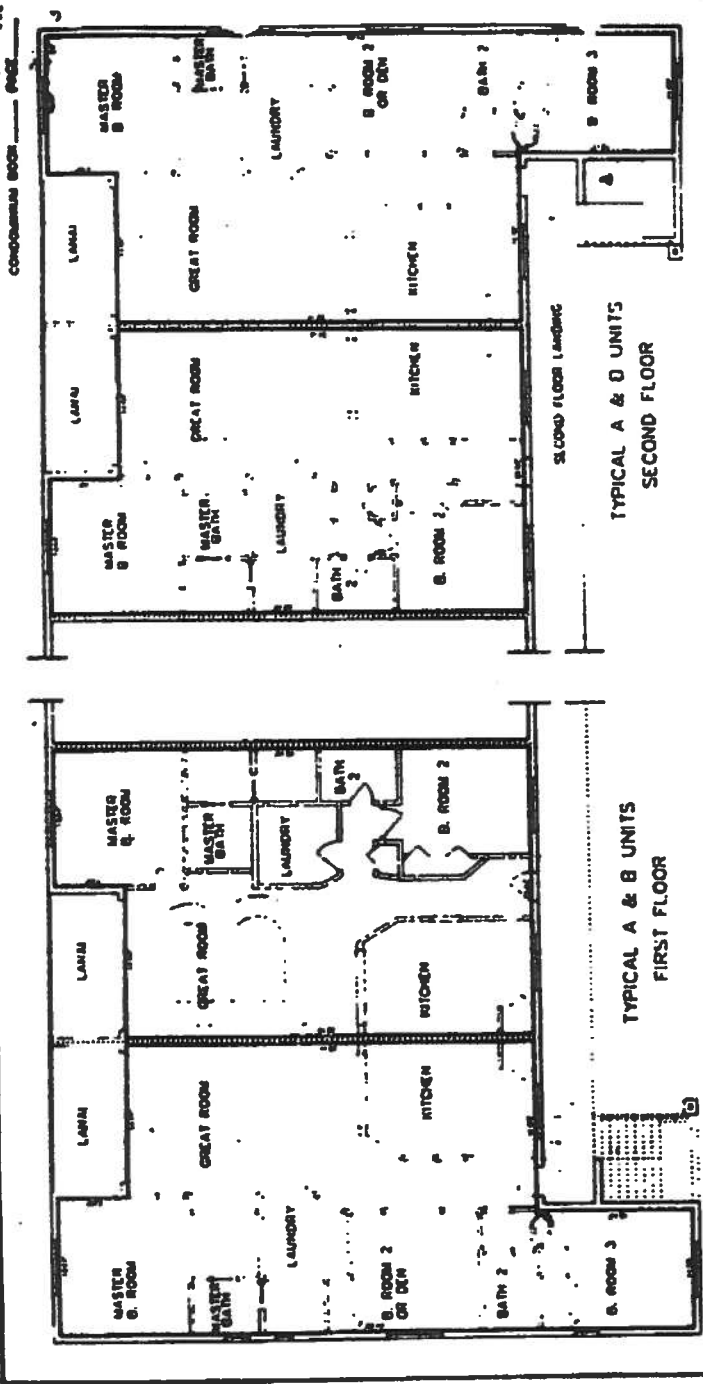 CONDOMINIUM BOOK____ PAGE____
LANAI
LANAI
MASTER
B. ROOM
MASTER
B. ROOM
GREAT ROOM
GREAT ROOM
MASTER
BATH
MASTER
BATH
LAUNDRY
LAUNDRY
B. ROOM 2
OR DEN
KITCHEN
KITCHEN
BATH
2
B. ROOM 2
BATH 2
B. ROOM 3
TYPICAL A & B UNITS
FIRST FLOOR
LANAI
LANAI
MASTER
B ROOM
MASTER
B ROOM
GREAT ROOM
GREAT ROOM
MASTER
BATH
MASTER
BATH
LAUNDRY
LAUNDRY
BATH
2
B ROOM 2
OR DEN
KITCHEN
KITCHEN
B. ROOM 2
BATH 2
B ROOM 3
SECOND FLOOR LANDING
TYPICAL A & D UNITS
SECOND FLOOR